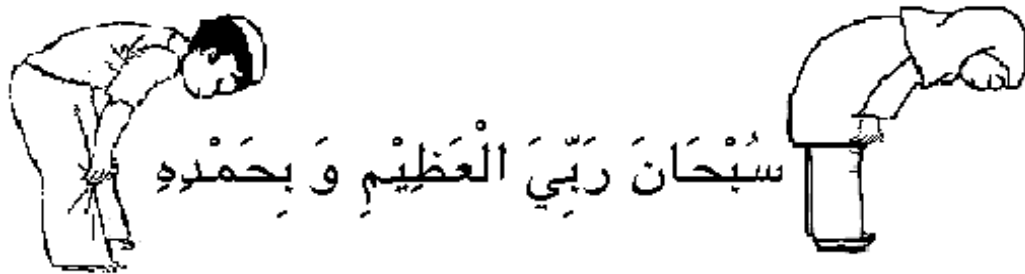 سُبْحَانَ رَبِّيَ الْعَظِيْمِ وَ بِحَمْدِهِ